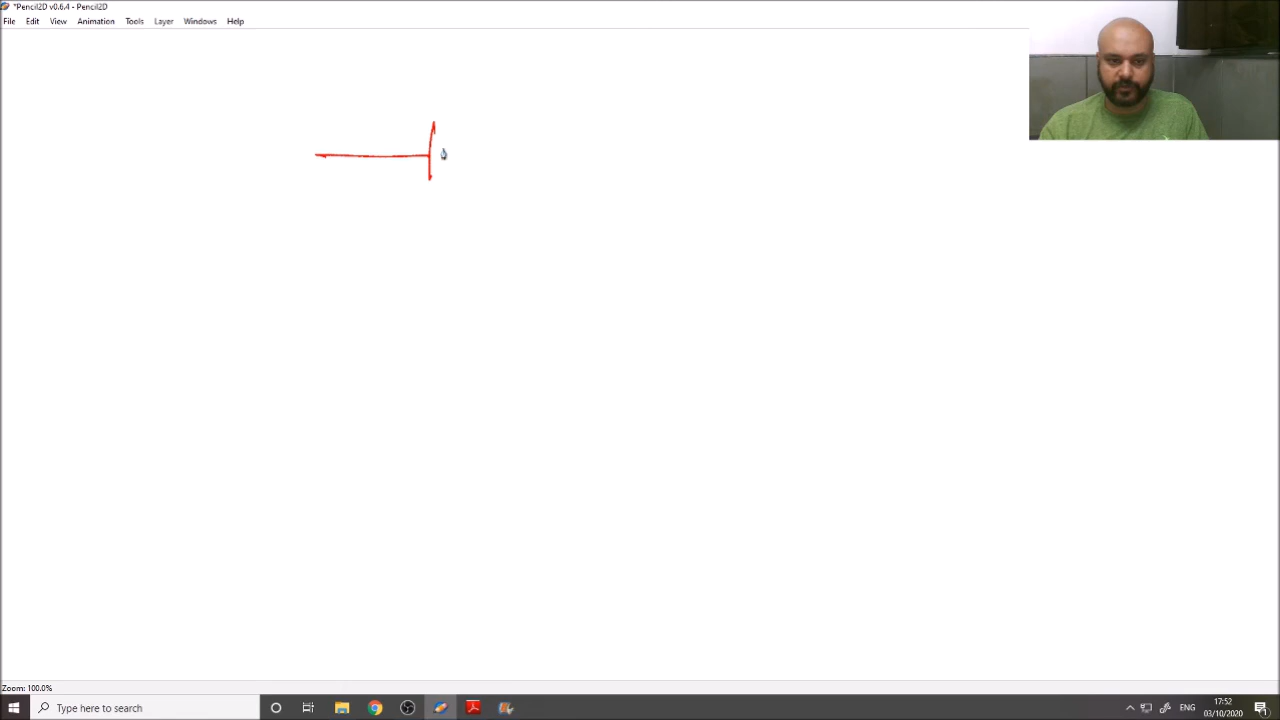 *Pencil2D v0.6.4 - Pencil2D
File Edit View Animation Tools Layer Windows Help
Zoom: 100.0%
Type here to search
ENG
17:52
03/10/2020
1